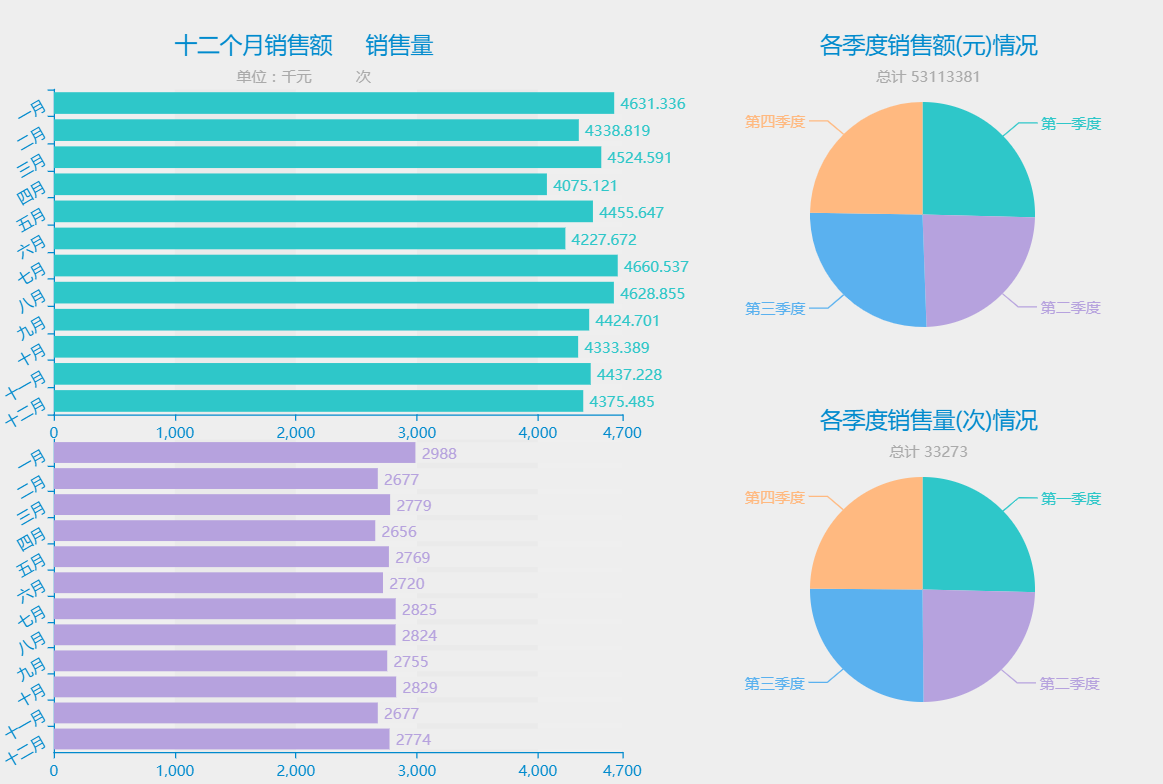 十二个月销售额 销售量
单位：千元 次
一月 4631.336
二月 4338.819
三月 4524.591
四月 4075.121
五月 4455.647
六月 4227.672
七月 4660.537
八月 4628.855
九月 4424.701
十月 4333.389
十一月 4437.228
十二月 4375.485
0 1,000 2,000 3,000 4,000 4,700
一月 2988
二月 2677
三月 2779
四月 2656
五月 2769
六月 2720
七月 2825
八月 2824
九月 2755
十月 2829
十一月 2677
十二月 2774
0 1,000 2,000 3,000 4,000 4,700
各季度销售额(元)情况
总计 53113381
第四季度 第一季度
第三季度 第二季度
各季度销售量(次)情况
总计 33273
第四季度 第一季度
第三季度 第二季度